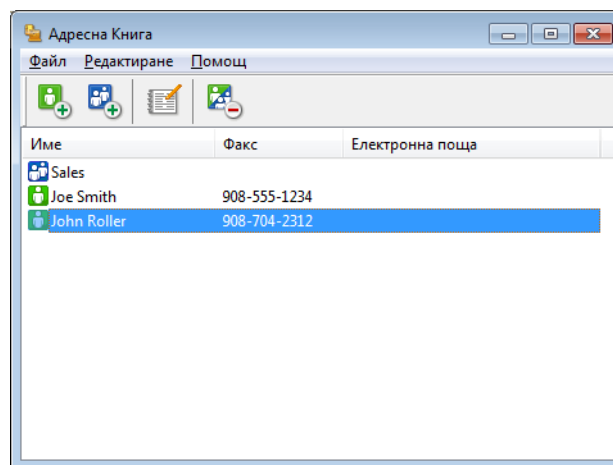 Адресна Книга
Файл Редактиране Помощ
Име Факс Електронна поща
Sales
Joe Smith 908-555-1234
John Roller 908-704-2312